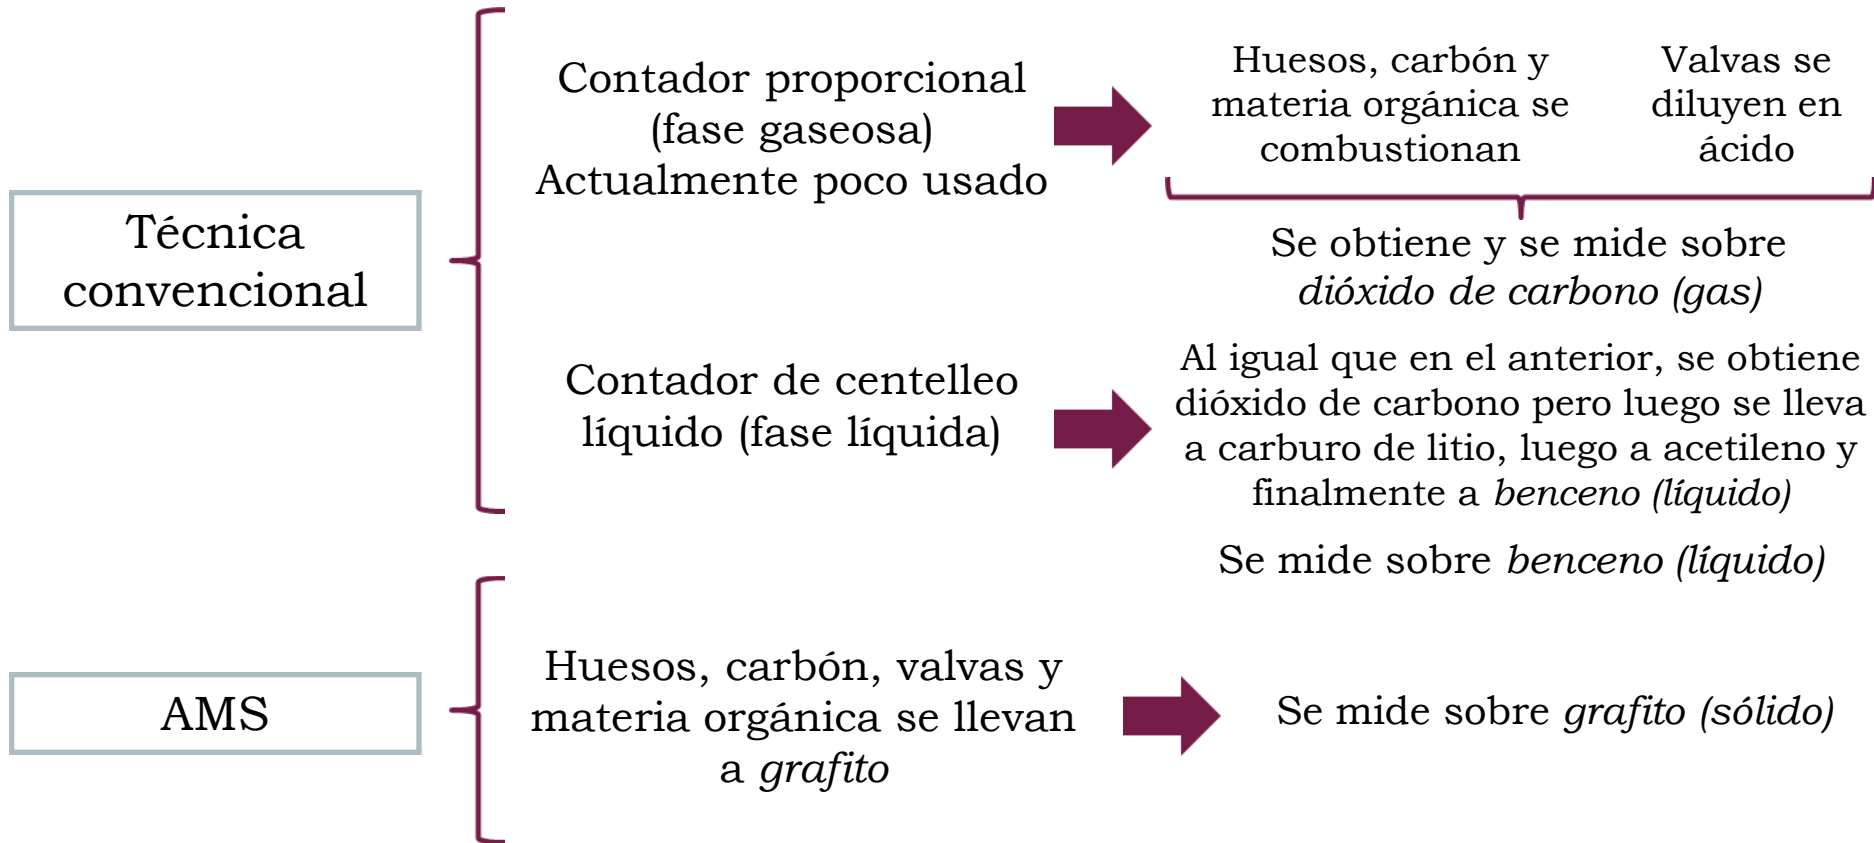 Técnica
convencional
Contador proporcional
(fase gaseosa)
Actualmente poco usado
Huesos, carbón y
materia orgánica se
combustionan
Valvas se
diluyen en
ácido
Se obtiene y se mide sobre
dióxido de carbono (gas)
Contador de centelleo
líquido (fase líquida)
Al igual que en el anterior, se obtiene
dióxido de carbono pero luego se lleva
a carburo de litio, luego a acetileno y
finalmente a benceno (líquido)
Se mide sobre benceno (líquido)
AMS
Huesos, carbón, valvas y
materia orgánica se llevan
a grafito
Se mide sobre grafito (sólido)